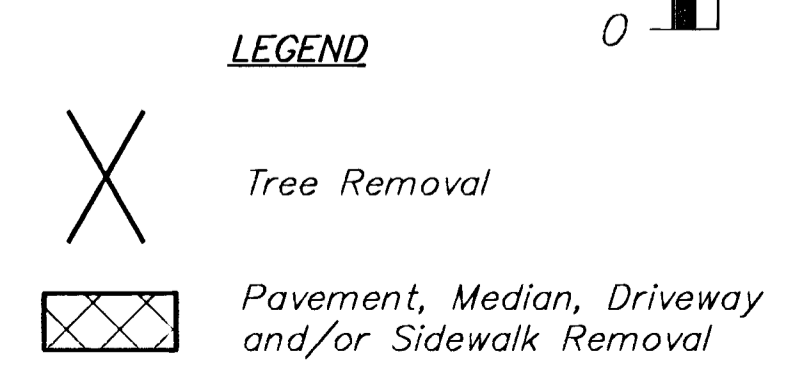 LEGEND
0
Tree Removal
Pavement, Median, Driveway
and/or Sidewalk Removal